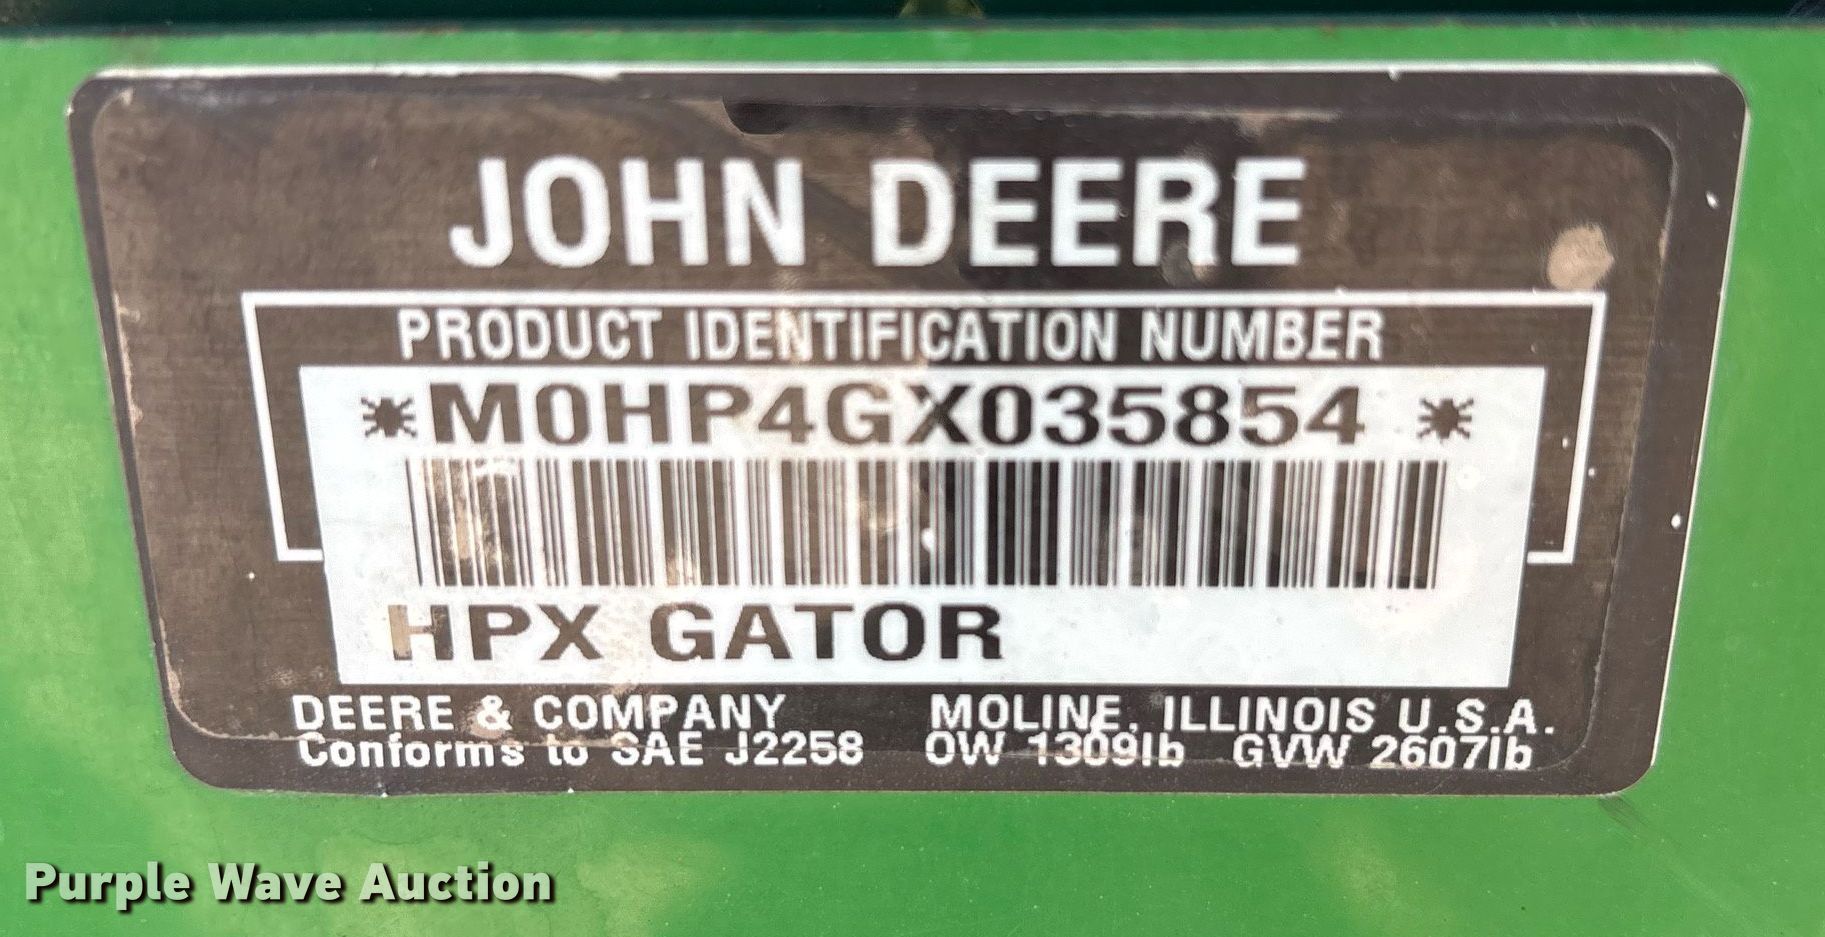 JOHN DEERE
PRODUCT IDENTIFICATION NUMBER
*M0HP4GX035854*
HPX GATOR
DEERE & COMPANY MOLINE, ILLINOIS U.S.A.
Conforms to SAE J2258 OW 1309lb GVW 2607lb
Purple Wave Auction